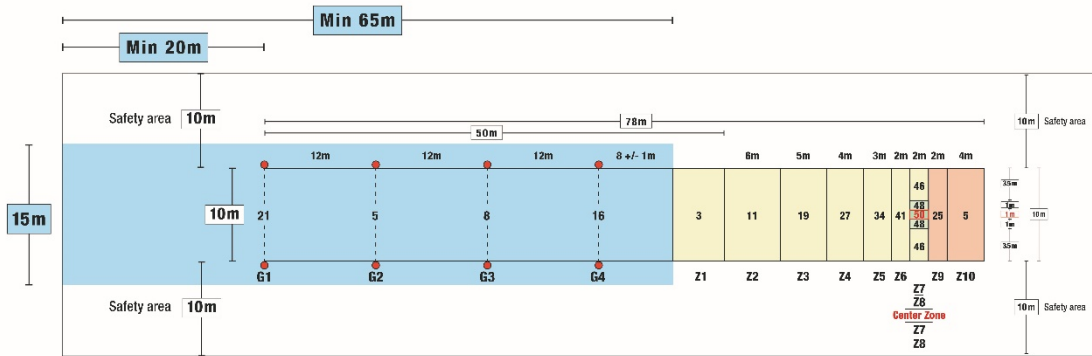 Min 65m
Min 20m
Safety area 10m
10m Safety area
78m
50m
12m 12m 12m 8 +/- 1m 6m 5m 4m 3m 2m 2m 2m 4m
15m
10m
21 5 8 16 3 11 19 27 34 41 46 48 50 48 46 25 5
3.5m
1m
1m
1m
3.5m
10m
G1 G2 G3 G4 Z1 Z2 Z3 Z4 Z5 Z6 Z9 Z10
Z7
Z8
Center Zone
Z7
Z8
Safety area 10m
10m Safety area